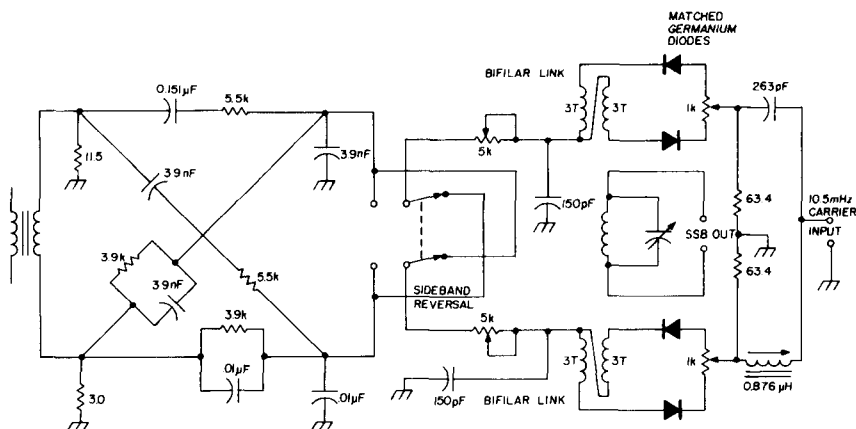 MATCHED
GERMANIUM
DIODES
BIFILAR LINK
0.151µF
5.5k
3T
3T
1k
263pF
11.5
3.9nF
3.9nF
5k
150pF
63.4
10.5mHz
CARRIER
INPUT
SSB OUT
3.9k
3.9nF
5.5k
SIDEBAND
REVERSAL
63.4
3.9k
5k
3T
3T
1k
.01µF
.01µF
150pF
BIFILAR LINK
0.876µH
3.0